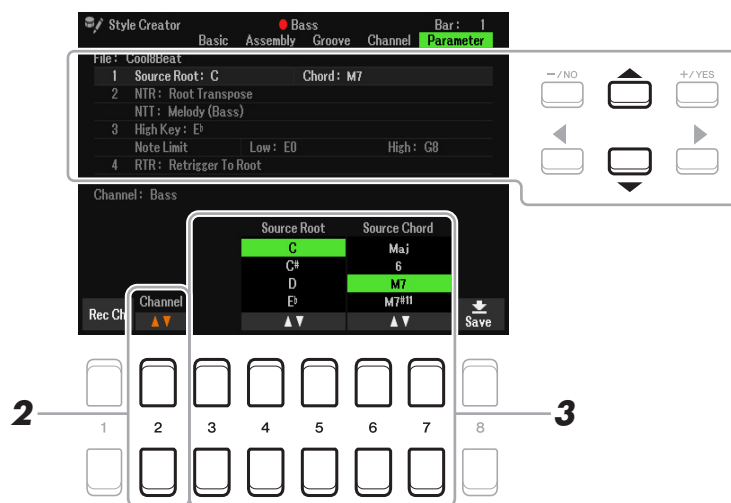 Style Creator Bass Bar: 1
Basic Assembly Groove Channel Parameter
File: Cool8Beat
1 Source Root: C Chord: M7
2 NTR: Root Transpose
NTT: Melody (Bass)
3 High Key: E♭
Note Limit Low: E0 High: G8
4 RTR: Retrigger To Root
-/NO +/YES
Channel: Bass
Source Root Source Chord
C Maj
C# 6
D M7
E♭ M7#11
Rec Ch Channel Save
2 3
1 2 3 4 5 6 7 8